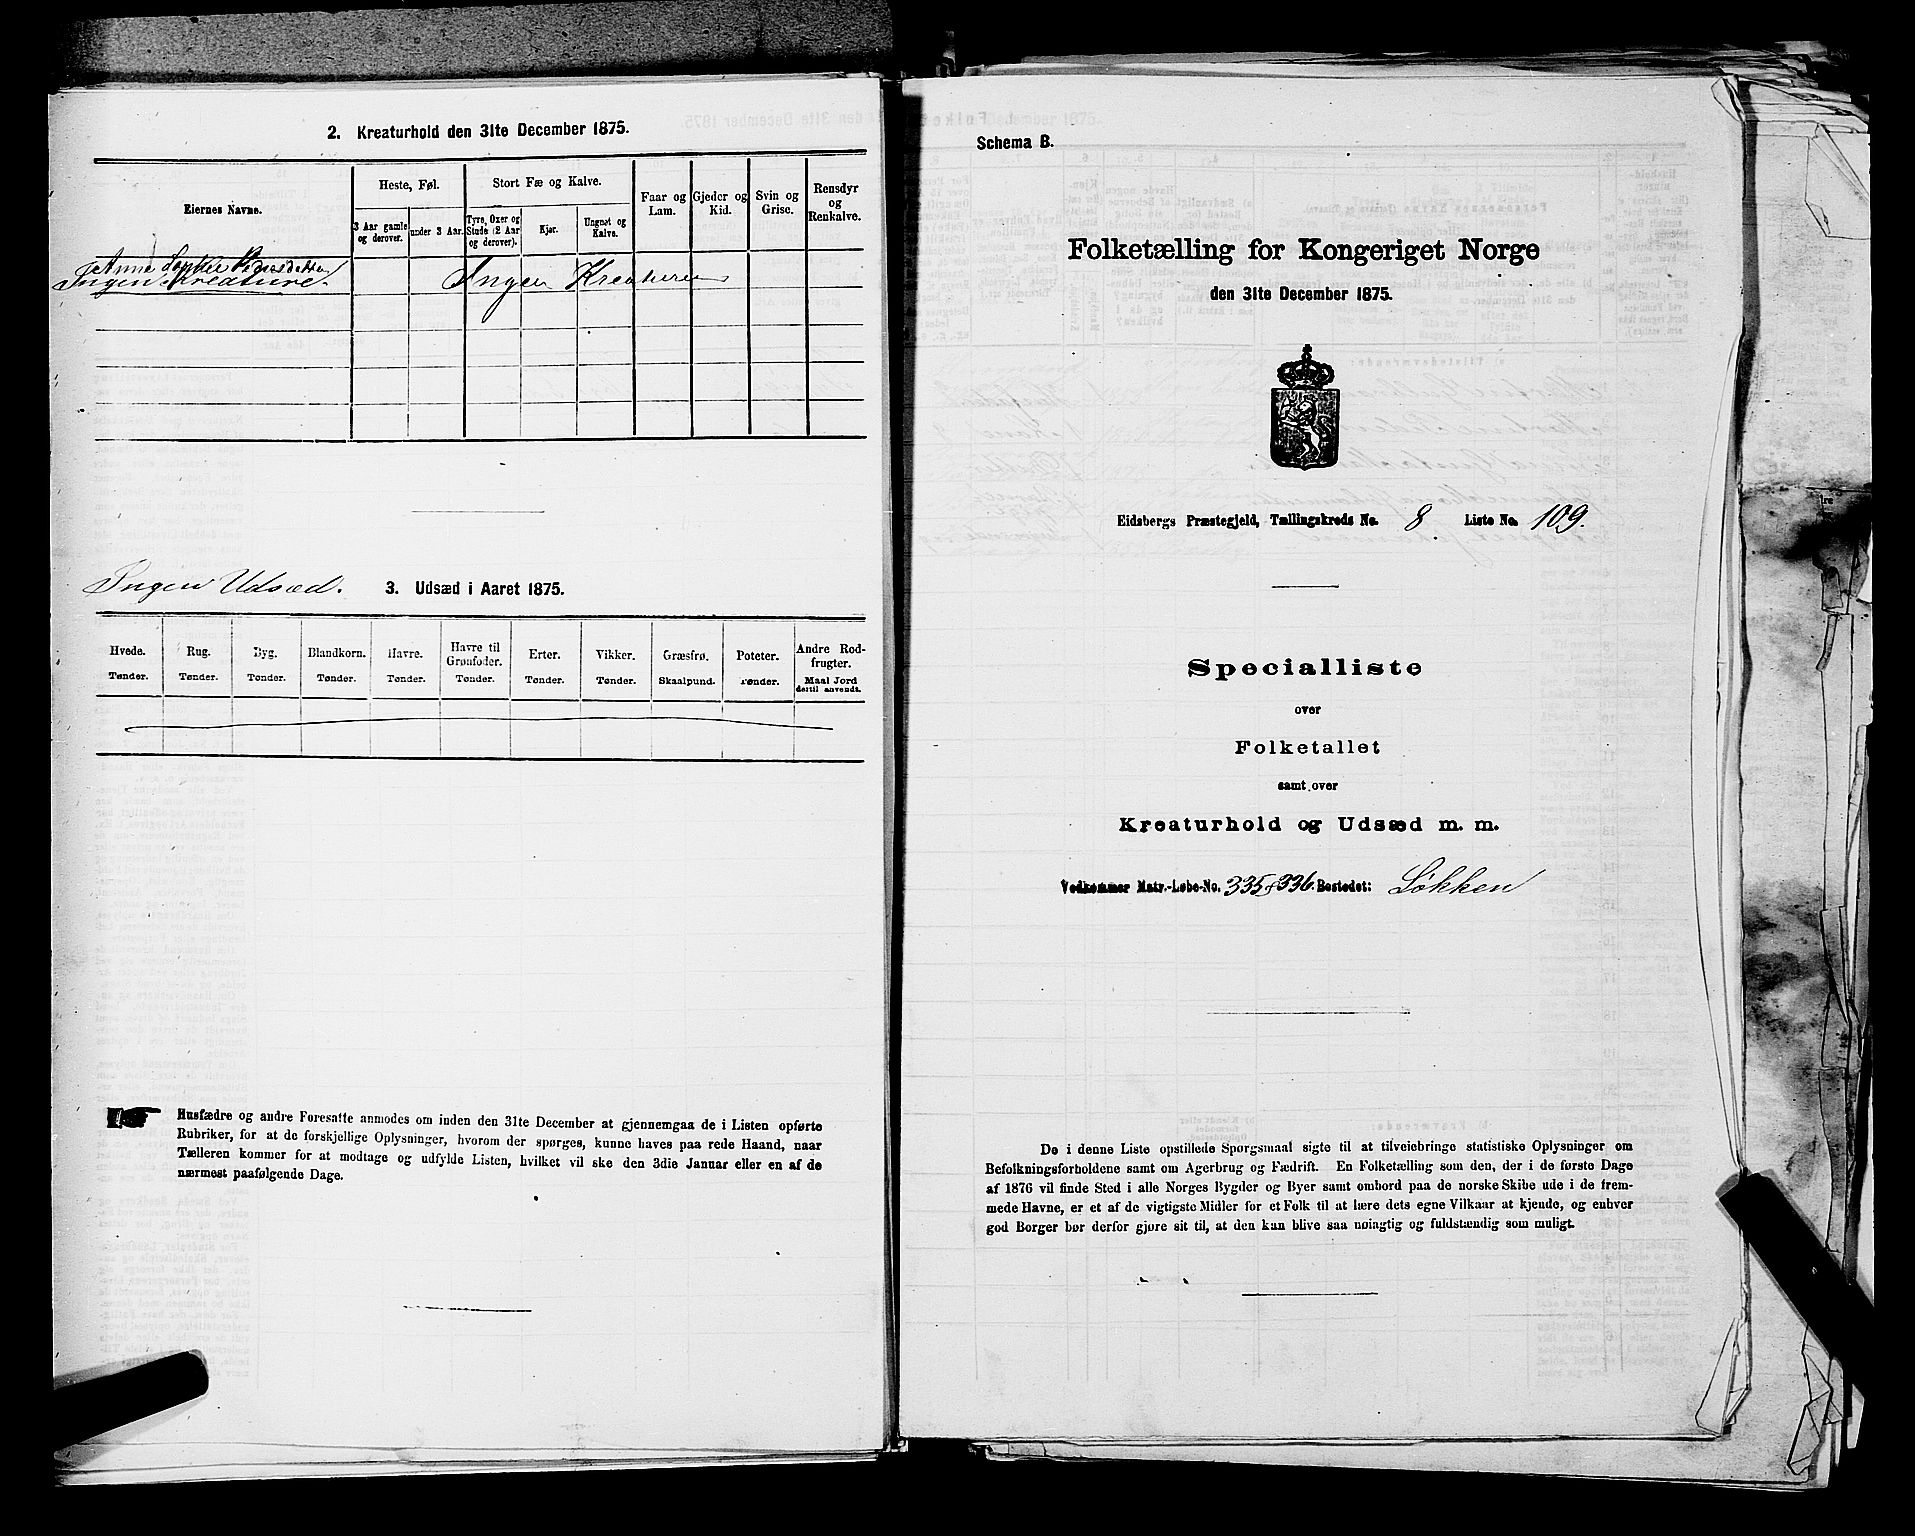 2. Kreaturhold den 31te December 1875.
Eiernes Navne.
Heste, Føl.
Stort Fæ og Kalve.
Faar og Lam.
Gjeder og Kid.
Svin og Grise.
Rensdyr og Renkalve.
3 Aar gamle og derover.
under 3 Aar.
Tyre, Oxer og Stude (2 Aar og derover).
Kjør.
Ungnøt og Kalve.
Anne Sophie Pedersdatter
Ingen Kreature.
Ingen Kreaturer
Ingen Udsæd.
3. Udsæd i Aaret 1875.
Hvede. Rug. Byg. Blandkorn. Havre. Havre til Grønfoder. Erter. Vikker. Græsfrø. Poteter. Andre Rodfrugter.
Tønder. Tønder. Tønder. Tønder. Tønder. Tønder. Tønder. Tønder. Skaalpund. Tønder. Maal Jord dertil anvendt.
Husfædre og andre Foresatte anmodes om inden den 31te December at gjennemgaa de i Listen opførte
Rubriker, for at de forskjellige Oplysninger, hvorom der spørges, kunne haves paa rede Haand, naar
Tælleren kommer for at modtage og udfylde Listen, hvilket vil ske den 3die Januar eller en af de
nærmest paafølgende Dage.
Schema B.
Folketælling for Kongeriget Norge
den 31te December 1875.
Eidsbergs Præstegjeld, Tællingskreds No. 8. Liste No. 109.
Specialliste
over
Folketallet
samt over
Kreaturhold og Udsæd m. m.
Vedkommer Matr.-Løbe-No. 335 & 336. Bostedet: Løkken
De i denne Liste opstillede Spørgsmaal sigte til at tilveiebringe statistiske Oplysninger om
Befolkningsforholdene samt om Agerbrug og Fædrift. En Folketælling som den, der i de første Dage
af 1876 vil finde Sted i alle Norges Bygder og Byer samt ombord paa de norske Skibe ude i de frem-
mede Havne, er et af de vigtigste Midler for et Folk til at lære dets egne Vilkaar at kjende, og enhver
god Borger bør derfor gjøre sit til, at den kan blive saa nøiagtig og fuldstændig som muligt.